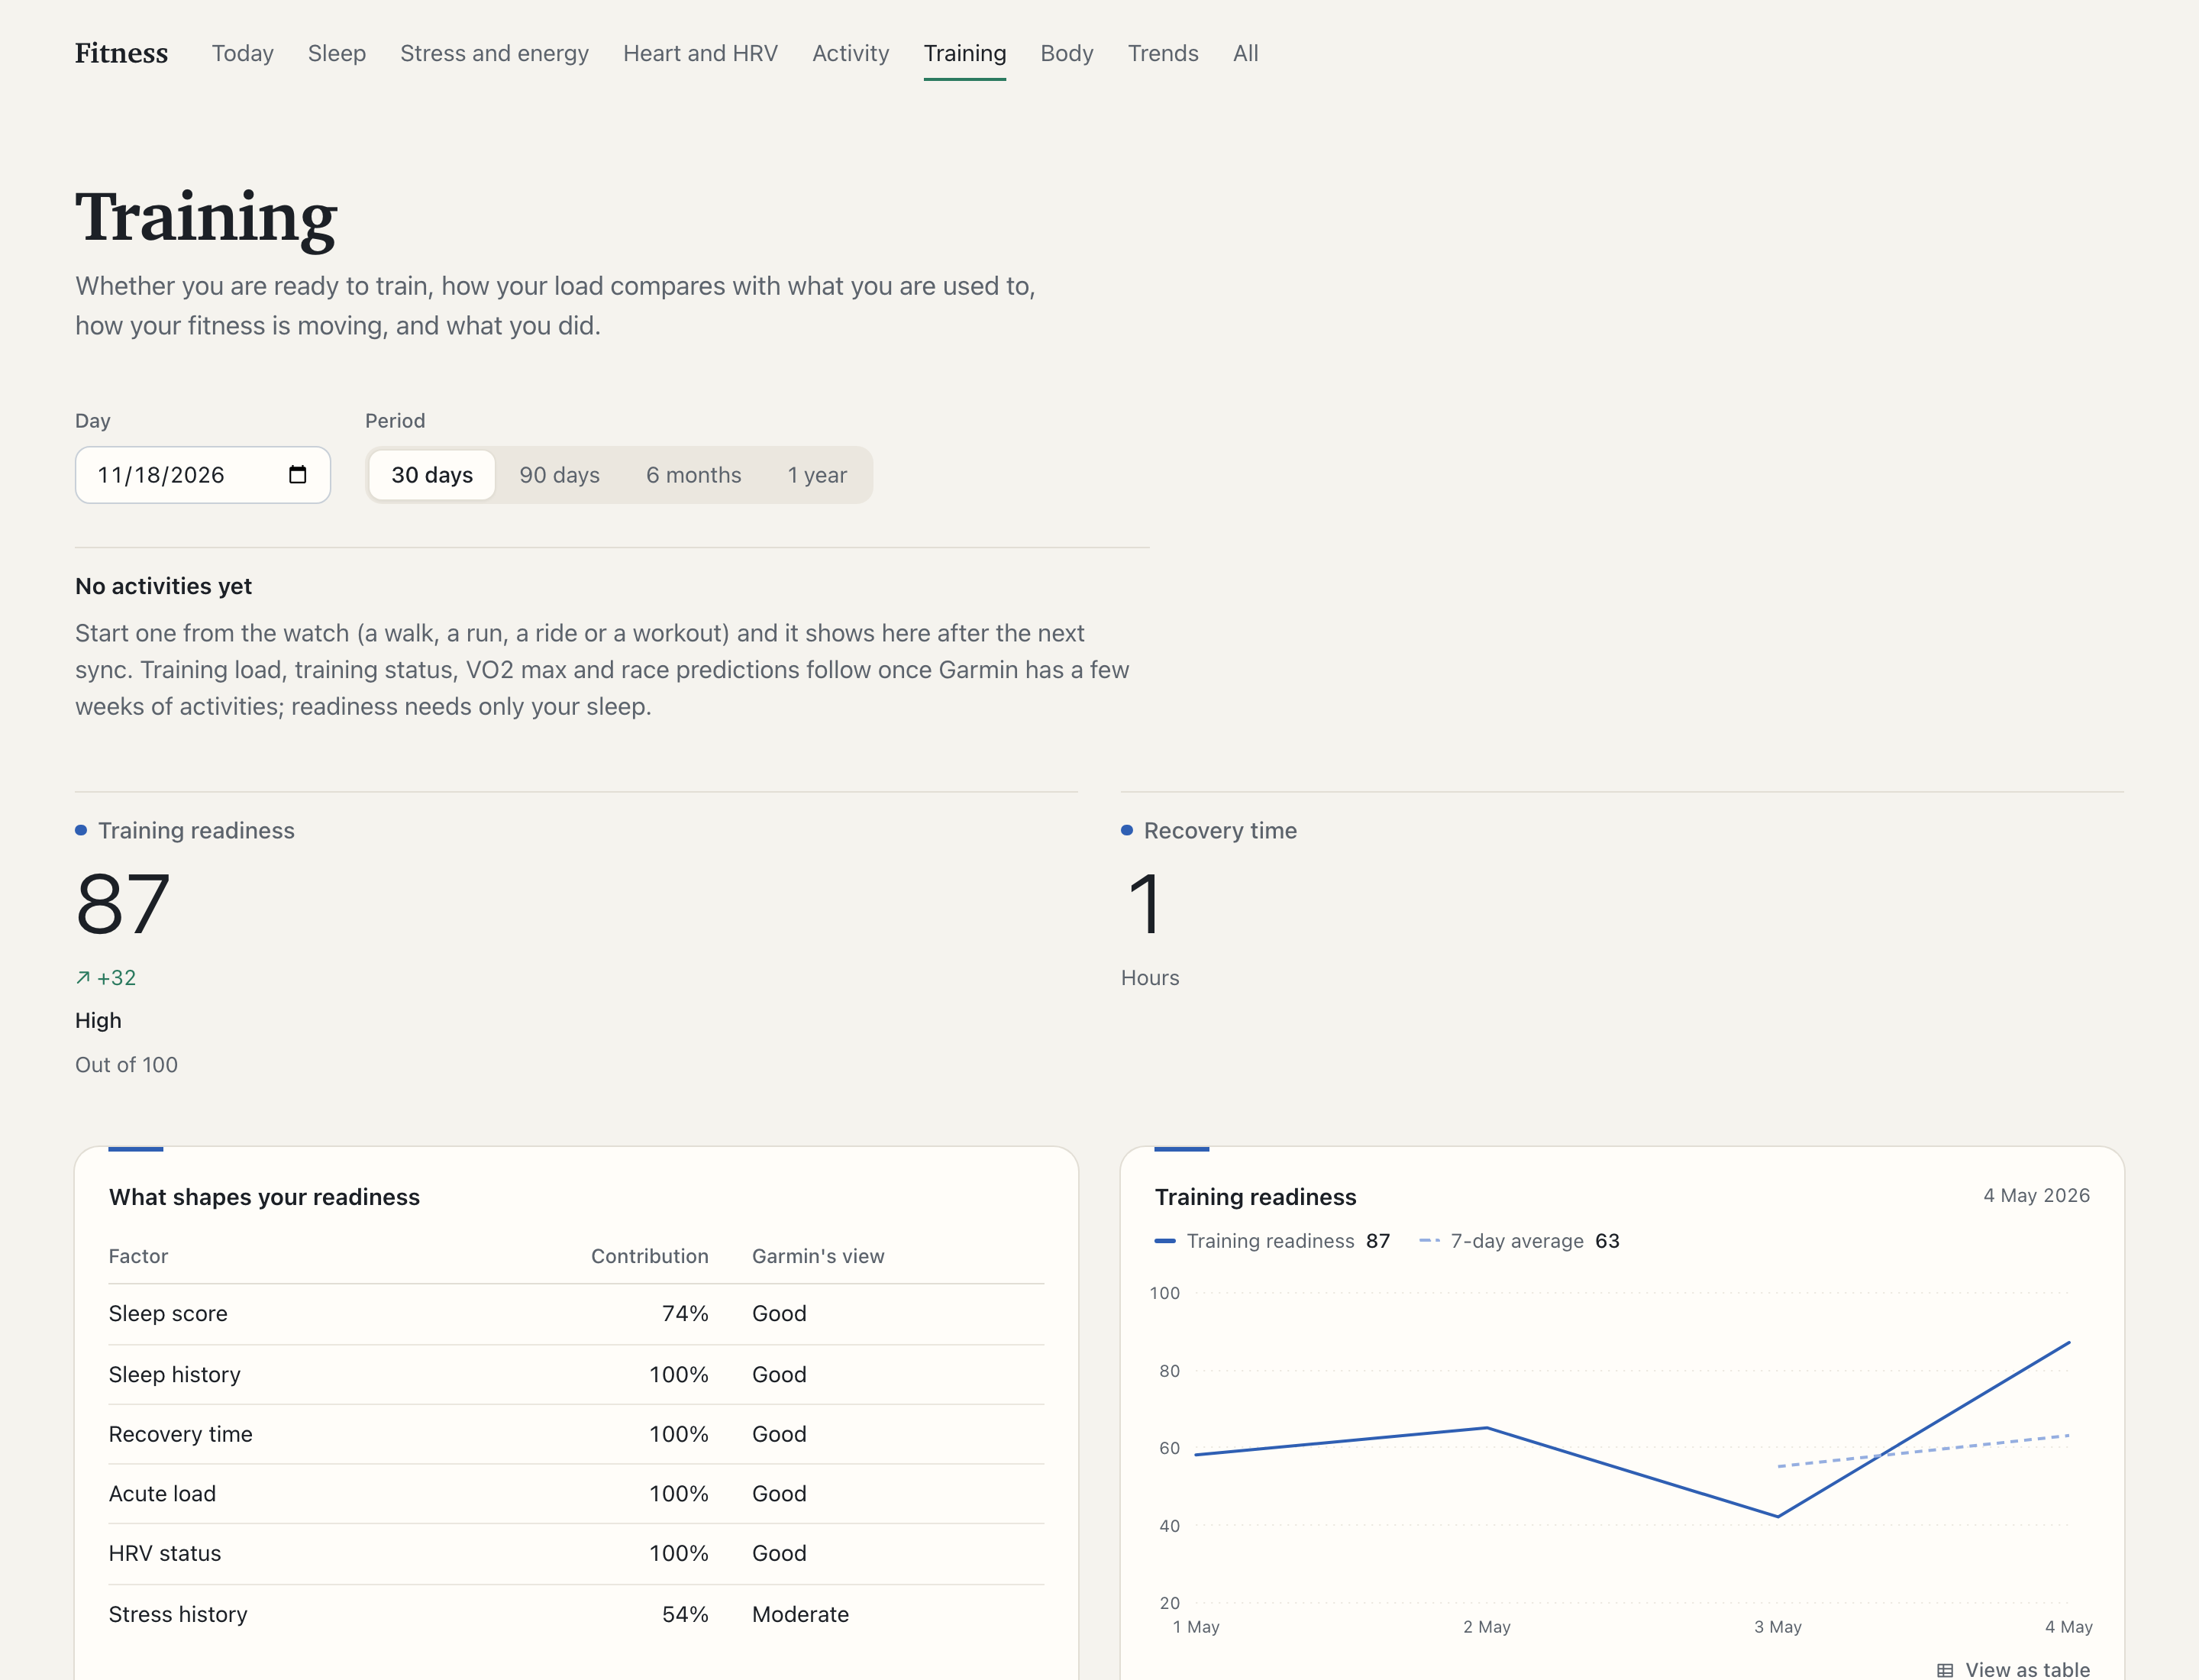 Fitness Today Sleep Stress and energy Heart and HRV Activity Training Body Trends All
Training
Whether you are ready to train, how your load compares with what you are used to,
how your fitness is moving, and what you did.
Day Period
11/18/2026 30 days 90 days 6 months 1 year
No activities yet
Start one from the watch (a walk, a run, a ride or a workout) and it shows here after the next
sync. Training load, training status, VO2 max and race predictions follow once Garmin has a few
weeks of activities; readiness needs only your sleep.
Training readiness
87
+32
High
Out of 100
Recovery time
1
Hours
What shapes your readiness
Factor Contribution Garmin's view
Sleep score 74% Good
Sleep history 100% Good
Recovery time 100% Good
Acute load 100% Good
HRV status 100% Good
Stress history 54% Moderate
Training readiness 4 May 2026
Training readiness 87 7-day average 63
100
80
60
40
20
1 May 2 May 3 May 4 May
View as table